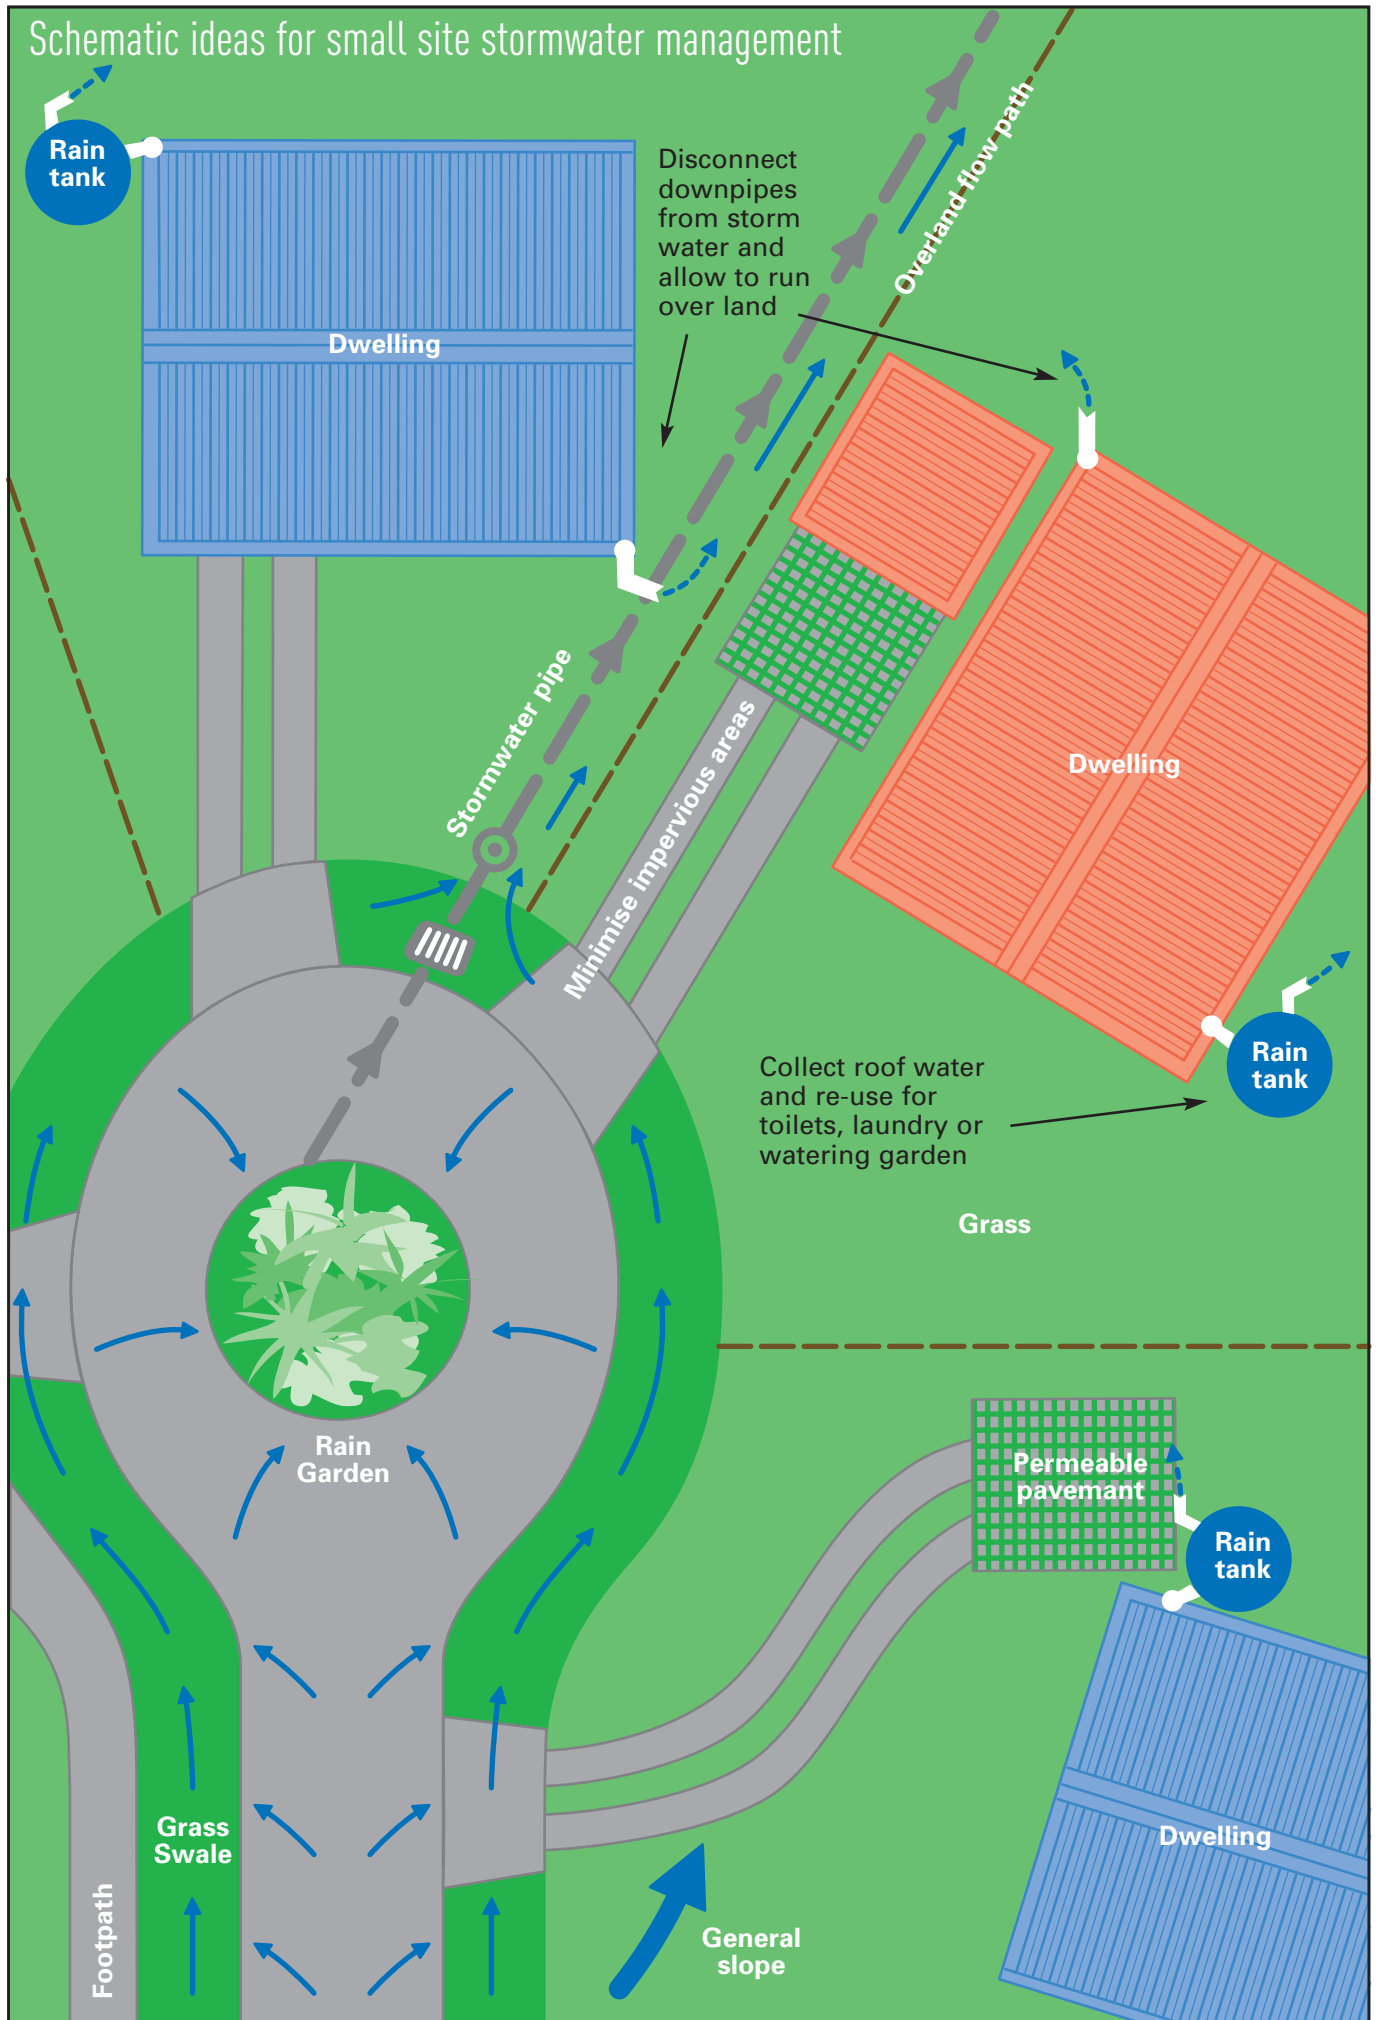 Schematic ideas for small site stormwater management
Rain
tank
Disconnect
downpipes
from storm
water and
allow to run
over land
Overland flow path
Dwelling
Stormwater pipe
Minimise impervious areas
Dwelling
Rain
tank
Collect roof water
and re-use for
toilets, laundry or
watering garden
Grass
Rain
Garden
Permeable
pavemant
Rain
tank
Grass
Swale
Dwelling
Footpath
General
slope